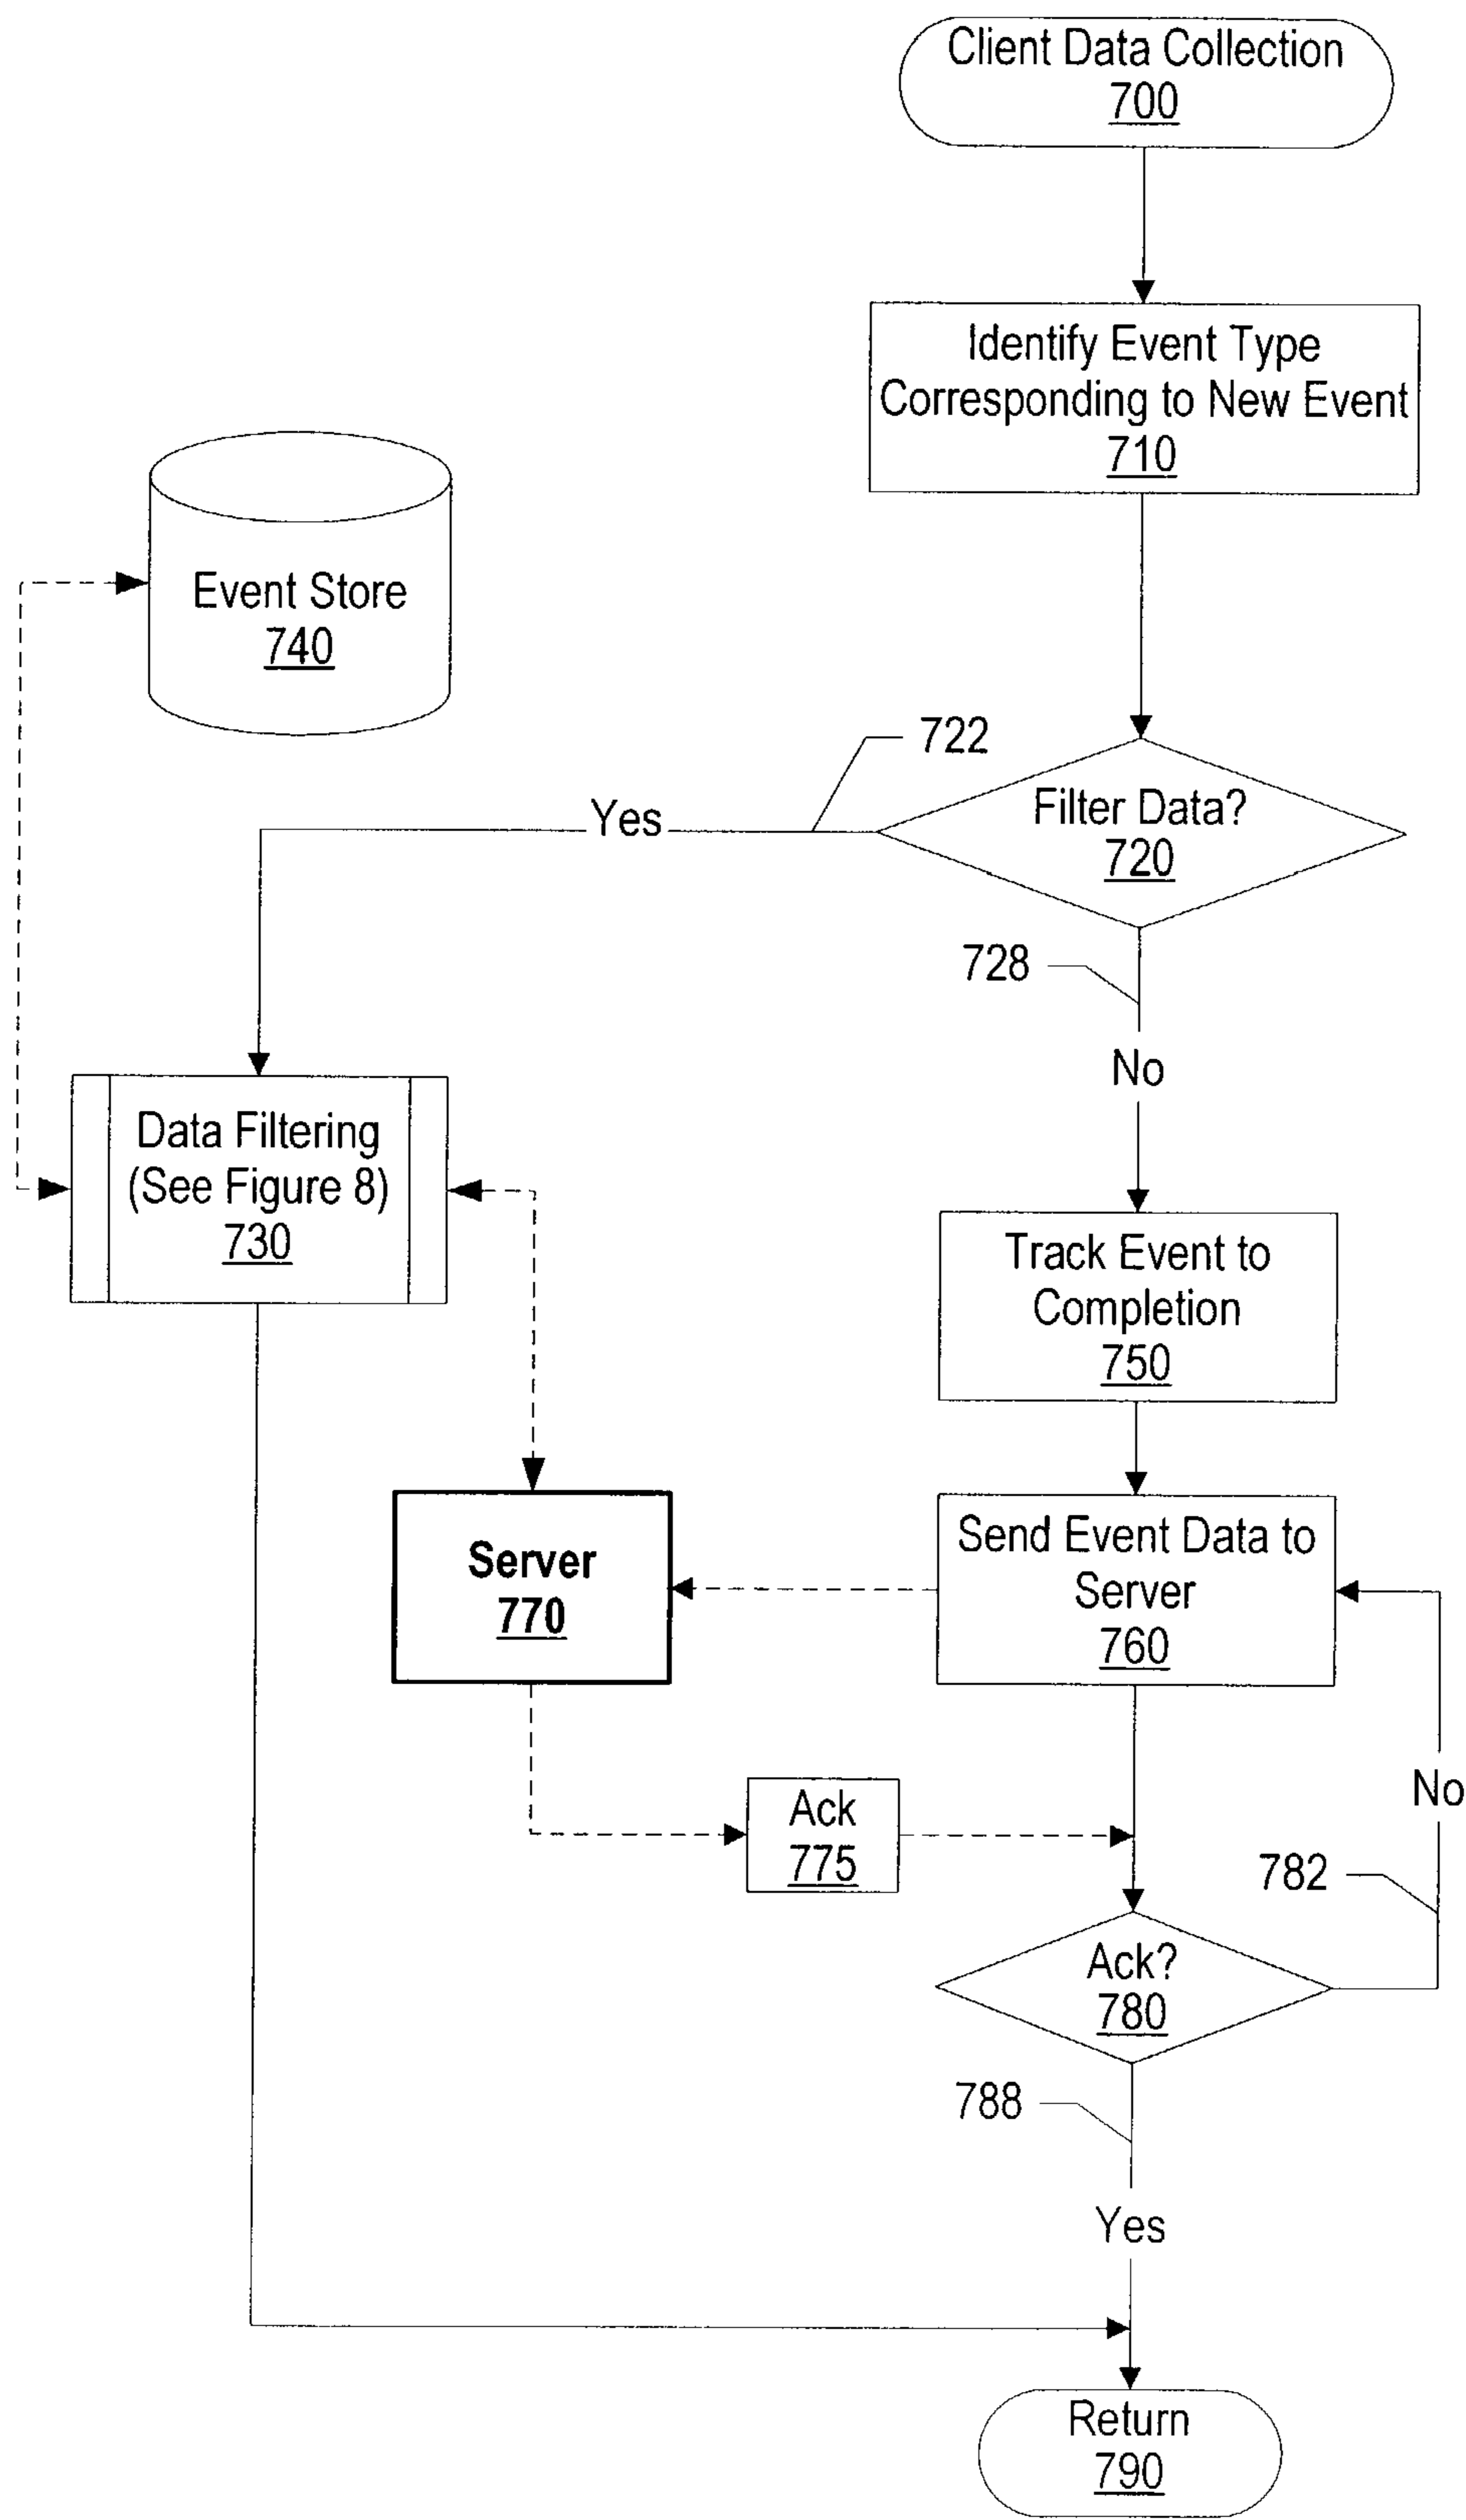 Client Data Collection
700
Identify Event Type
Corresponding to New Event
710
Event Store
740
722
Yes
Filter Data?
720
728
No
Data Filtering
(See Figure 8)
730
Track Event to
Completion
750
Server
770
Send Event Data to
Server
760
No
Ack
775
782
Ack?
780
788
Yes
Return
790